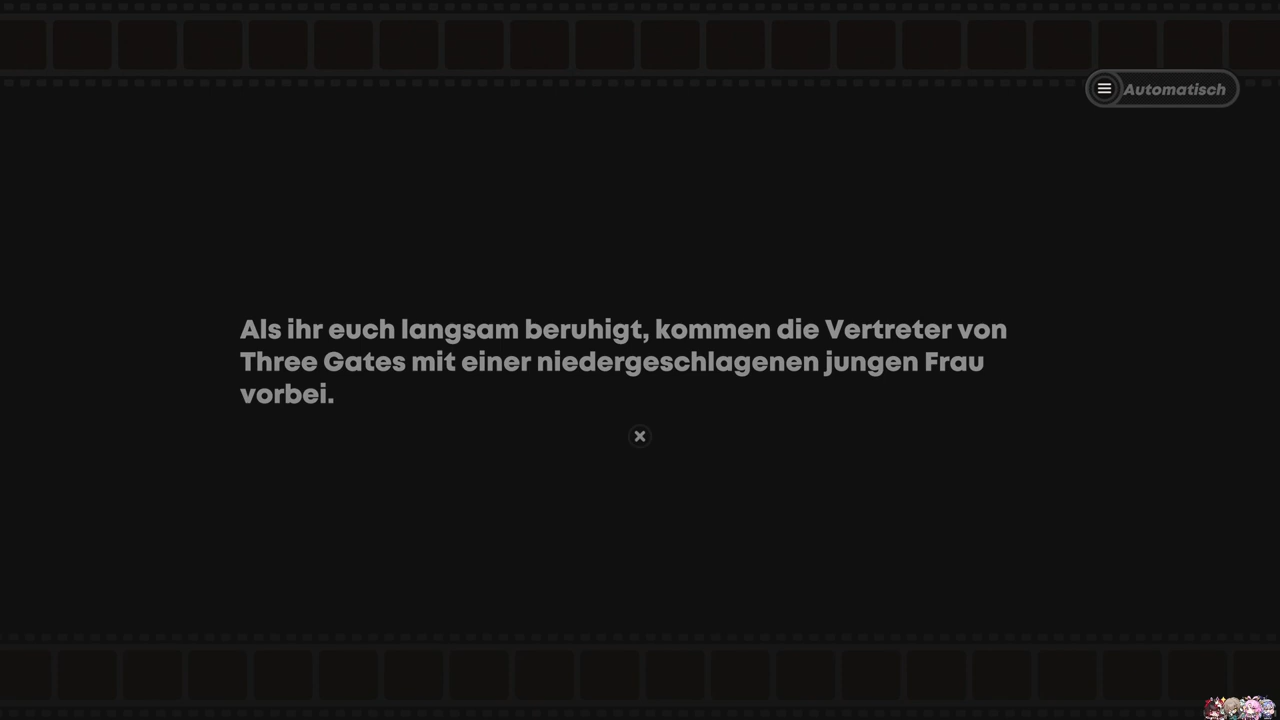 Automatisch
Als ihr euch langsam beruhigt, kommen die Vertreter von
Three Gates mit einer niedergeschlagenen jungen Frau
vorbei.